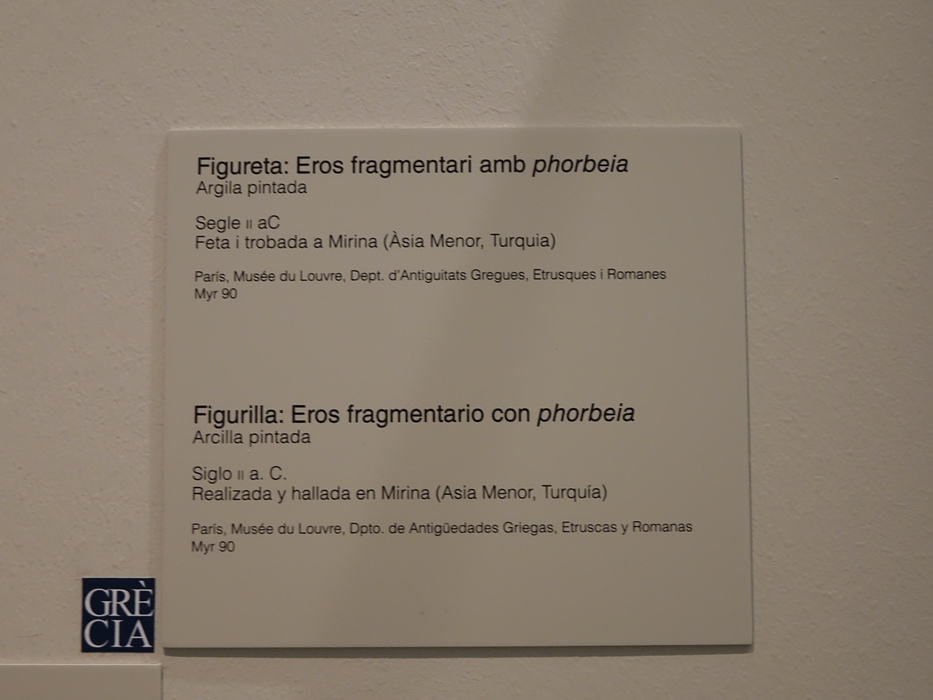 Figureta: Eros fragmentari amb phorbeia
Argila pintada
Segle II aC
Feta i trobada a Mirina (Àsia Menor, Turquia)
París, Musée du Louvre, Dept. d'Antiguitats Gregues, Etrusques i Romanes
Myr 90
Figurilla: Eros fragmentario con phorbeia
Arcilla pintada
Siglo II a. C.
Realizada y hallada en Mirina (Asia Menor, Turquía)
París, Musée du Louvre, Dpto. de Antigüedades Griegas, Etruscas y Romanas
Myr 90
GRÈ
CIA